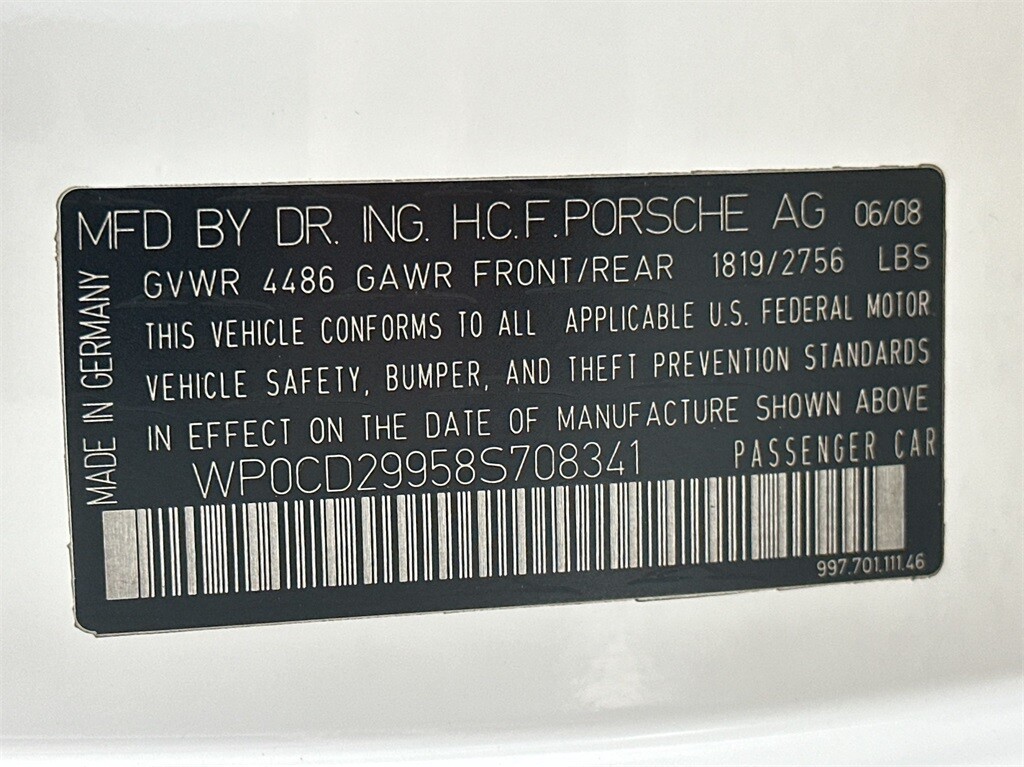 MFD BY DR. ING. H.C.F.PORSCHE AG 06/08
GVWR 4486 GAWR FRONT/REAR 1819/2756 LBS
THIS VEHICLE CONFORMS TO ALL APPLICABLE U.S. FEDERAL MOTOR
VEHICLE SAFETY, BUMPER, AND THEFT PREVENTION STANDARDS
IN EFFECT ON THE DATE OF MANUFACTURE SHOWN ABOVE
WP0CD29958S708341 PASSENGER CAR
997.701.111.46
MADE IN GERMANY